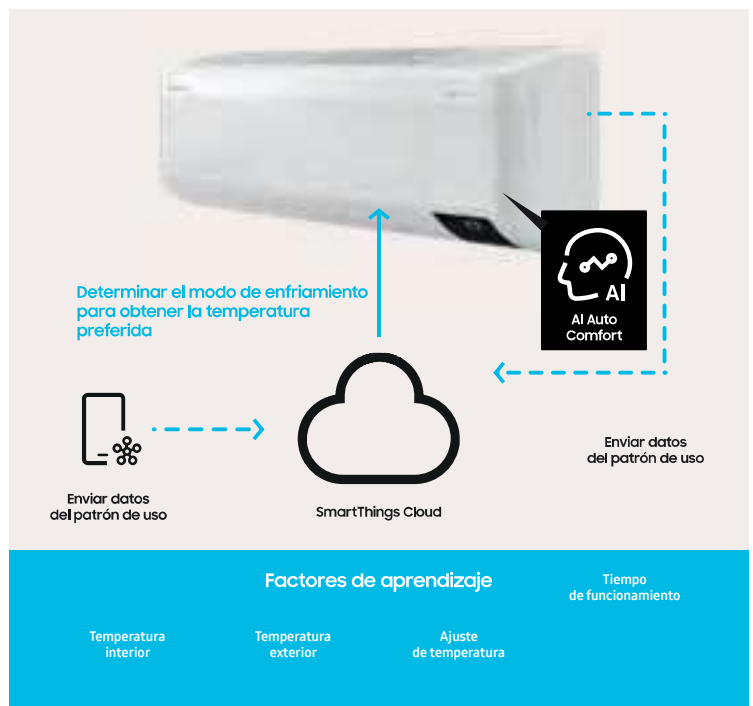 Determinar el modo de enfriamiento
para obtener la temperatura
preferida
AI
AI Auto
Comfort
Enviar datos
del patrón de uso
SmartThings Cloud
Enviar datos
del patrón de uso
Factores de aprendizaje
Tiempo
de funcionamiento
Temperatura
interior
Temperatura
exterior
Ajuste
de temperatura